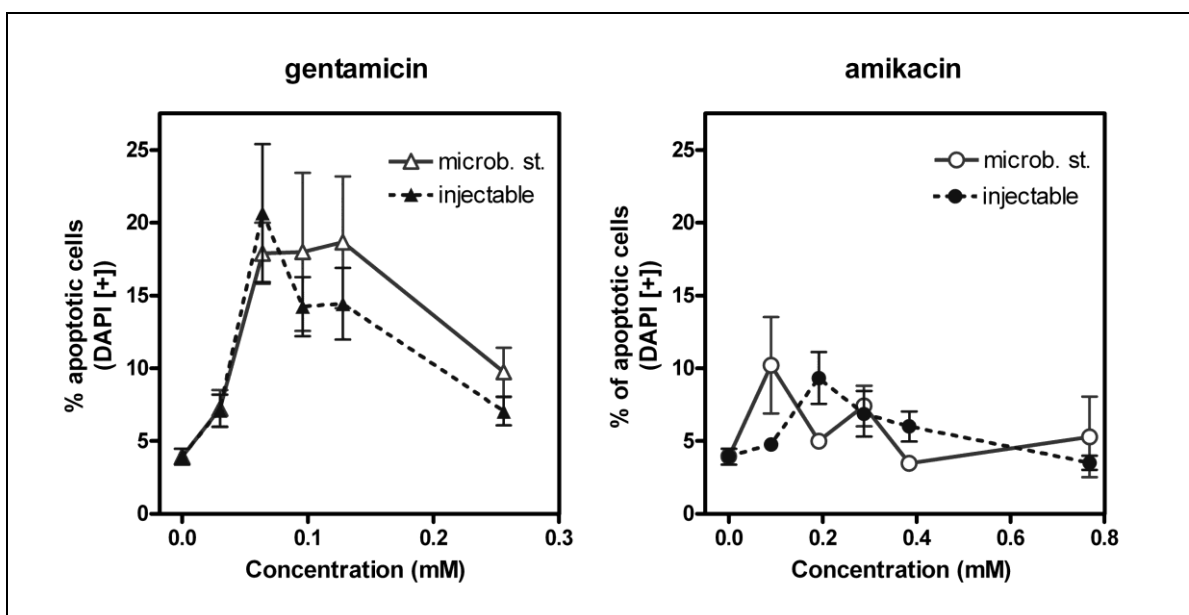 gentamicin
% apoptotic cells
(DAPI [+])
25
20
15
10
5
0
microb. st.
injectable
0.0
0.1
0.2
0.3
Concentration (mM)
amikacin
% of apoptotic cells
(DAPI [+])
25
20
15
10
5
0
microb. st.
injectable
0.0
0.2
0.4
0.6
0.8
Concentration (mM)